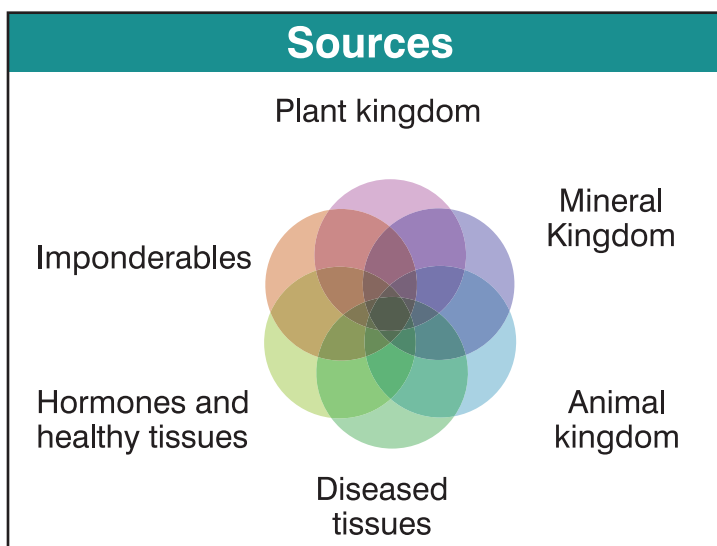 Sources
Plant kingdom
Mineral
Kingdom
Imponderables
Hormones and
healthy tissues
Animal
kingdom
Diseased
tissues